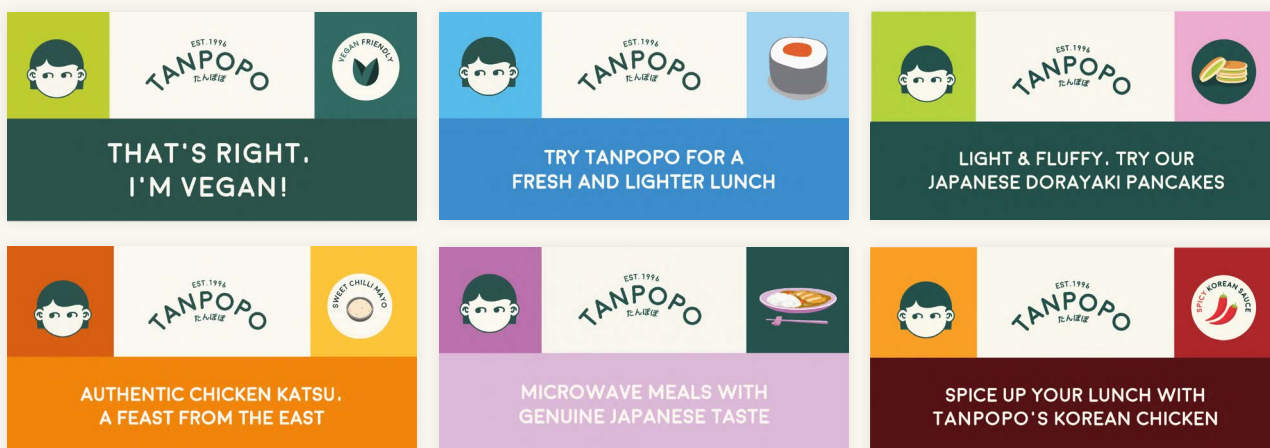 EST. 1996
TANPOPO
たんぽぽ
VEGAN FRIENDLY
THAT'S RIGHT.
I'M VEGAN!
EST. 1996
TANPOPO
たんぽぽ
TRY TANPOPO FOR A
FRESH AND LIGHTER LUNCH
EST. 1996
TANPOPO
たんぽぽ
LIGHT & FLUFFY. TRY OUR
JAPANESE DORAYAKI PANCAKES
EST. 1996
TANPOPO
たんぽぽ
SWEET CHILLI MAYO
AUTHENTIC CHICKEN KATSU.
A FEAST FROM THE EAST
EST. 1996
TANPOPO
たんぽぽ
MICROWAVE MEALS WITH
GENUINE JAPANESE TASTE
EST. 1996
TANPOPO
たんぽぽ
SPICY KOREAN SAUCE
SPICE UP YOUR LUNCH WITH
TANPOPO'S KOREAN CHICKEN